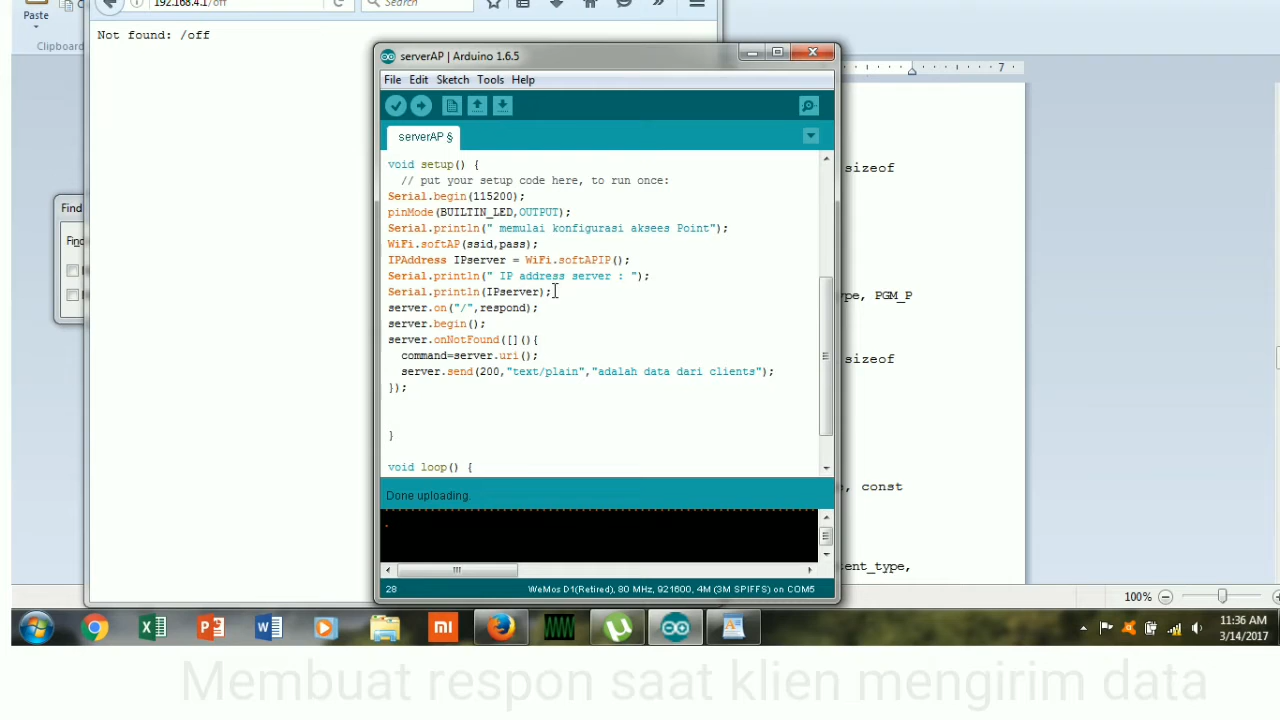 Paste
Clipboard
192.168.4.1/off
Search
Not found: /off
serverAP | Arduino 1.6.5
7
File Edit Sketch Tools Help
serverAP §
void setup() {
// put your setup code here, to run once:
Serial.begin(115200);
pinMode(BUILTIN_LED,OUTPUT);
Serial.println(" memulai konfigurasi aksees Point");
WiFi.softAP(ssid,pass);
IPAddress IPserver = WiFi.softAPIP();
Serial.println(" IP address server : ");
Serial.println(IPserver);
server.on("/",respond);
server.begin();
server.onNotFound([](){
command=server.uri();
server.send(200,"text/plain","adalah data dari clients");
});
}
void loop() {
Done uploading.
28
WeMos D1(Retired), 80 MHz, 921600, 4M (3M SPIFFS) on COM5
Find
sizeof
PGM_P
sizeof
, const
100%
11:36 AM
3/14/2017
Membuat respon saat klien mengirim data